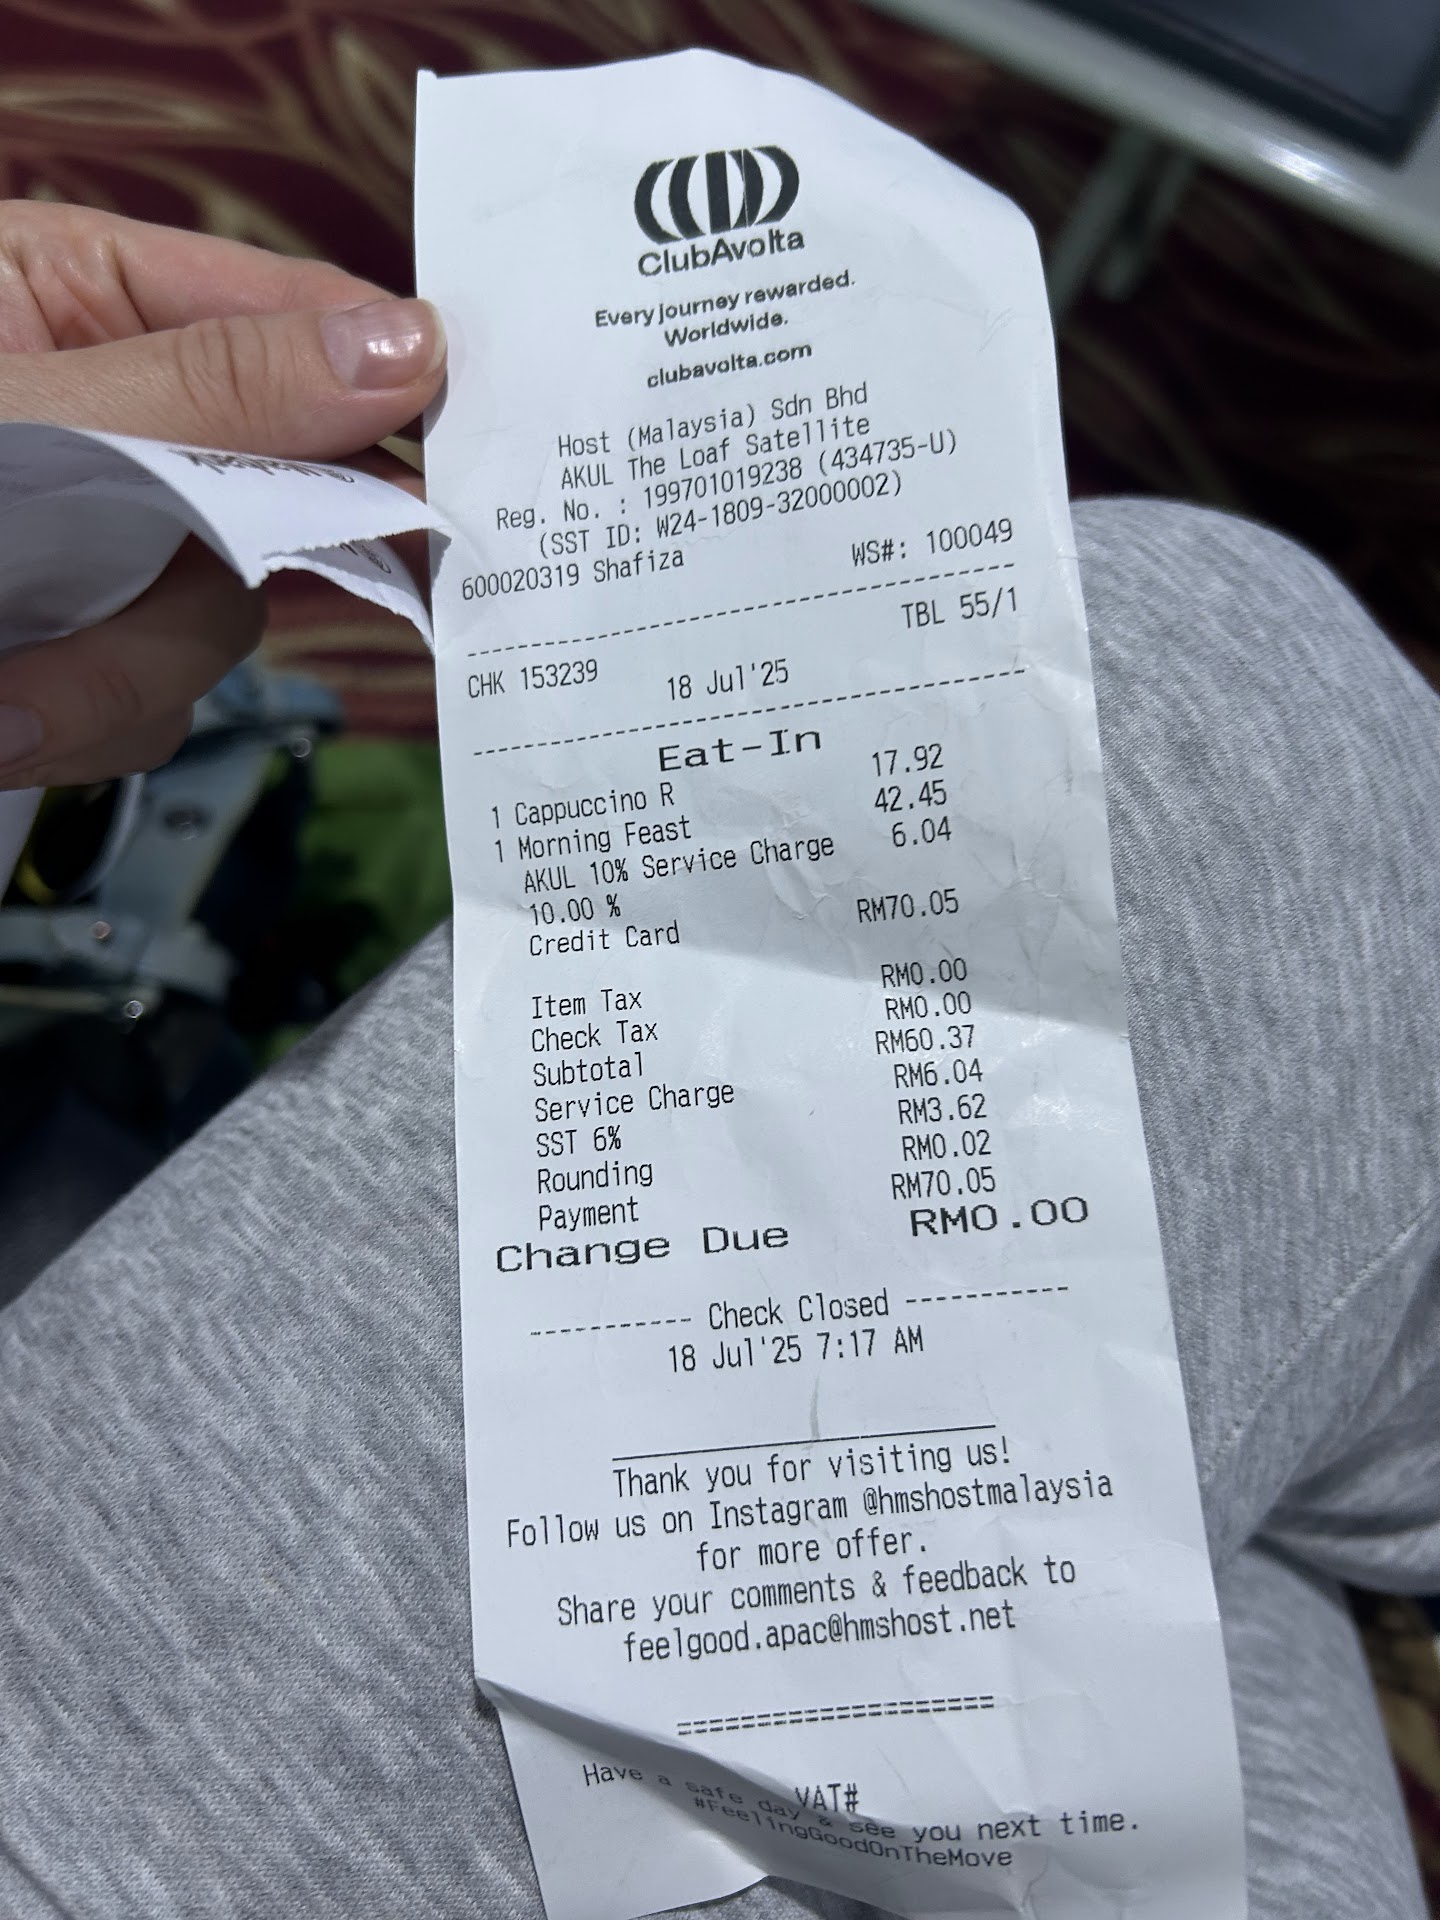 ClubAvolta
Every journey rewarded.
Worldwide.
clubavolta.com
Host (Malaysia) Sdn Bhd
AKUL The Loaf Satellite
Reg. No. : 199701019238 (434735-U)
(SST ID: W24-1809-32000002)
600020319 Shafiza WS#: 100049
TBL 55/1
CHK 153239
18 Jul'25
Eat-In
1 Cappuccino R 17.92
1 Morning Feast 42.45
AKUL 10% Service Charge 6.04
10.00 %
Credit Card RM70.05
Item Tax RM0.00
Check Tax RM0.00
Subtotal RM60.37
Service Charge RM6.04
SST 6% RM3.62
Rounding RM0.02
Payment RM70.05
Change Due RM0.00
----------- Check Closed -----------
18 Jul'25 7:17 AM
Thank you for visiting us!
Follow us on Instagram @hmshostmalaysia
for more offer.
Share your comments & feedback to
feelgood.apac@hmshost.net
====================
VAT#
Have a safe day & see you next time.
#FeelingGoodOnTheMove